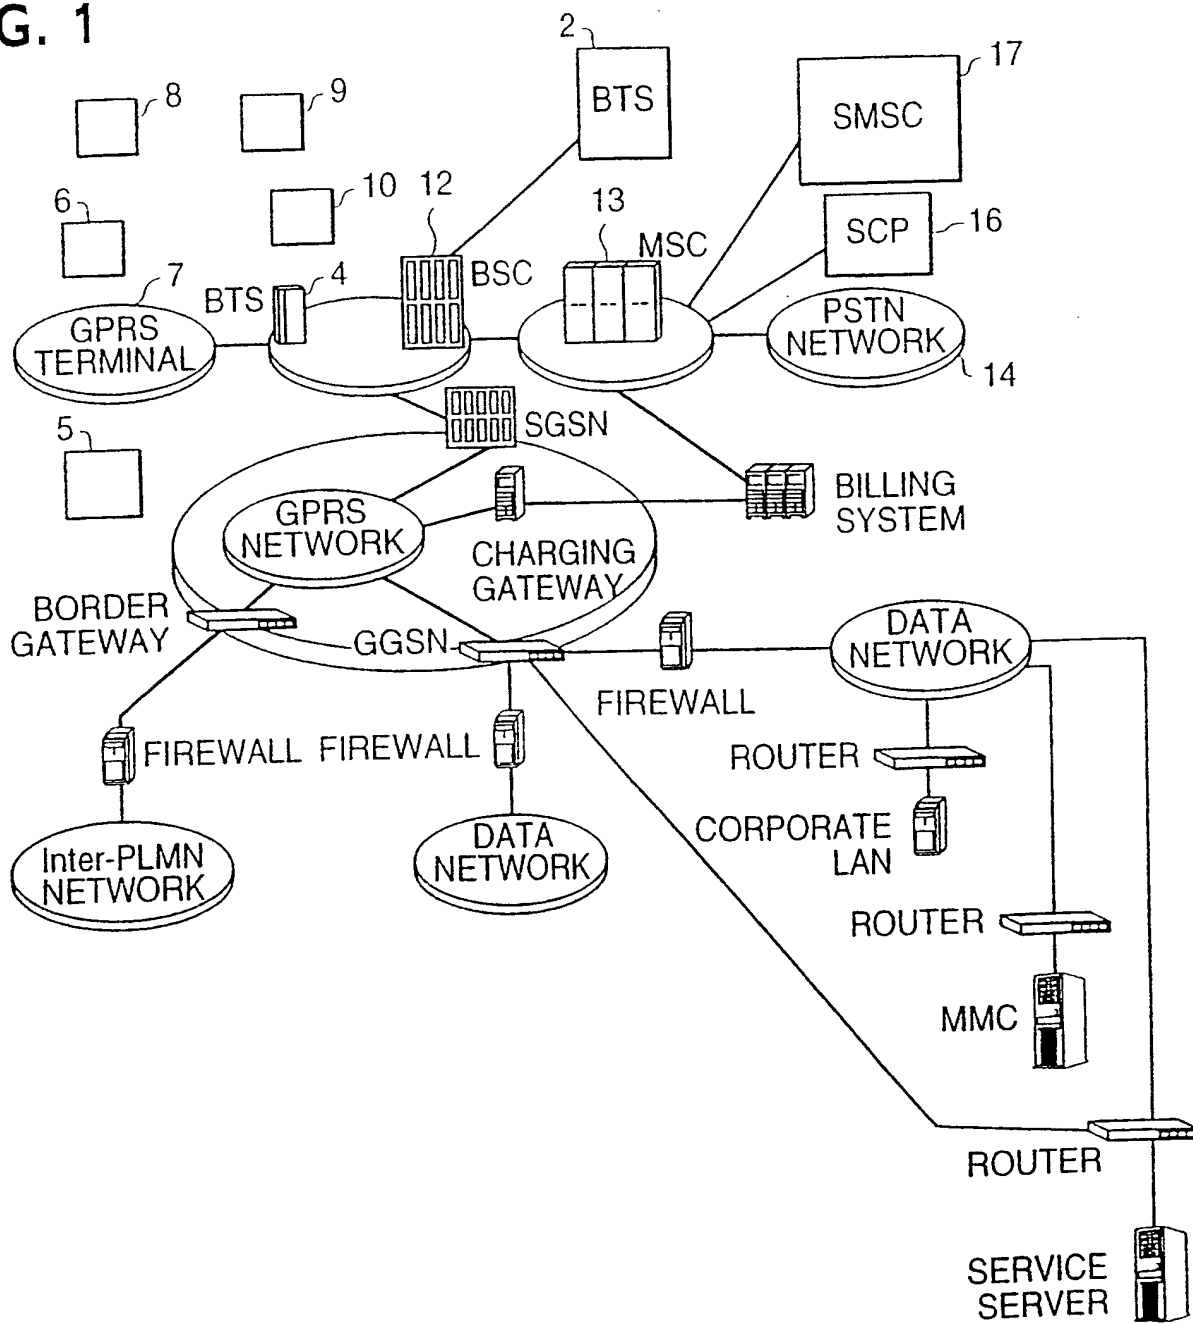 G. 1
2
BTS
17
SMSC
8
9
6
10
12
13
MSC
SCP
16
7
BTS
4
BSC
GPRS
TERMINAL
PSTN
NETWORK
14
5
SGSN
GPRS
NETWORK
CHARGING
GATEWAY
BILLING
SYSTEM
BORDER
GATEWAY
GGSN
DATA
NETWORK
FIREWALL
FIREWALL
FIREWALL
ROUTER
CORPORATE
LAN
Inter-PLMN
NETWORK
DATA
NETWORK
ROUTER
MMC
ROUTER
SERVICE
SERVER